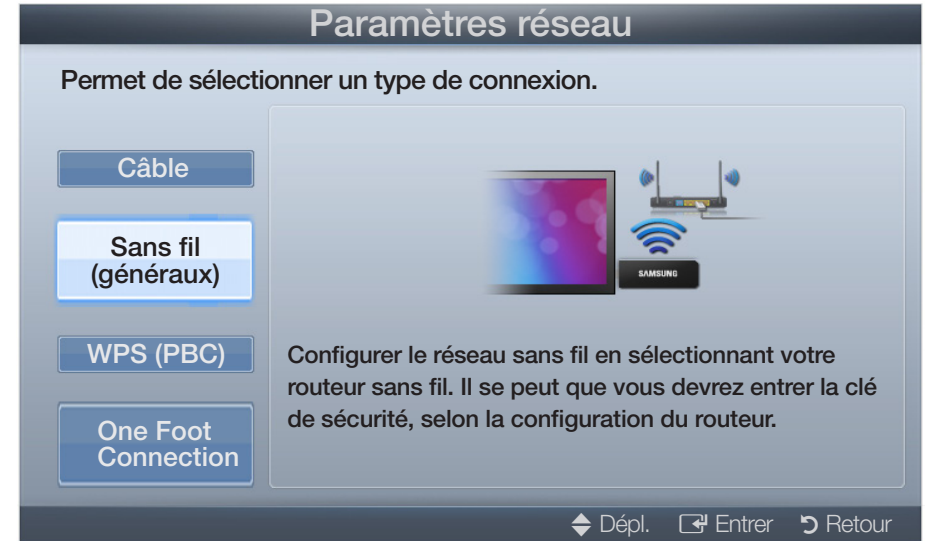 Paramètres réseau
Permet de sélectionner un type de connexion.
Câble
Sans fil
(généraux)
WPS (PBC)
One Foot
Connection
SAMSUNG
Configurer le réseau sans fil en sélectionnant votre
routeur sans fil. Il se peut que vous devrez entrer la clé
de sécurité, selon la configuration du routeur.
Dépl. Entrer Retour